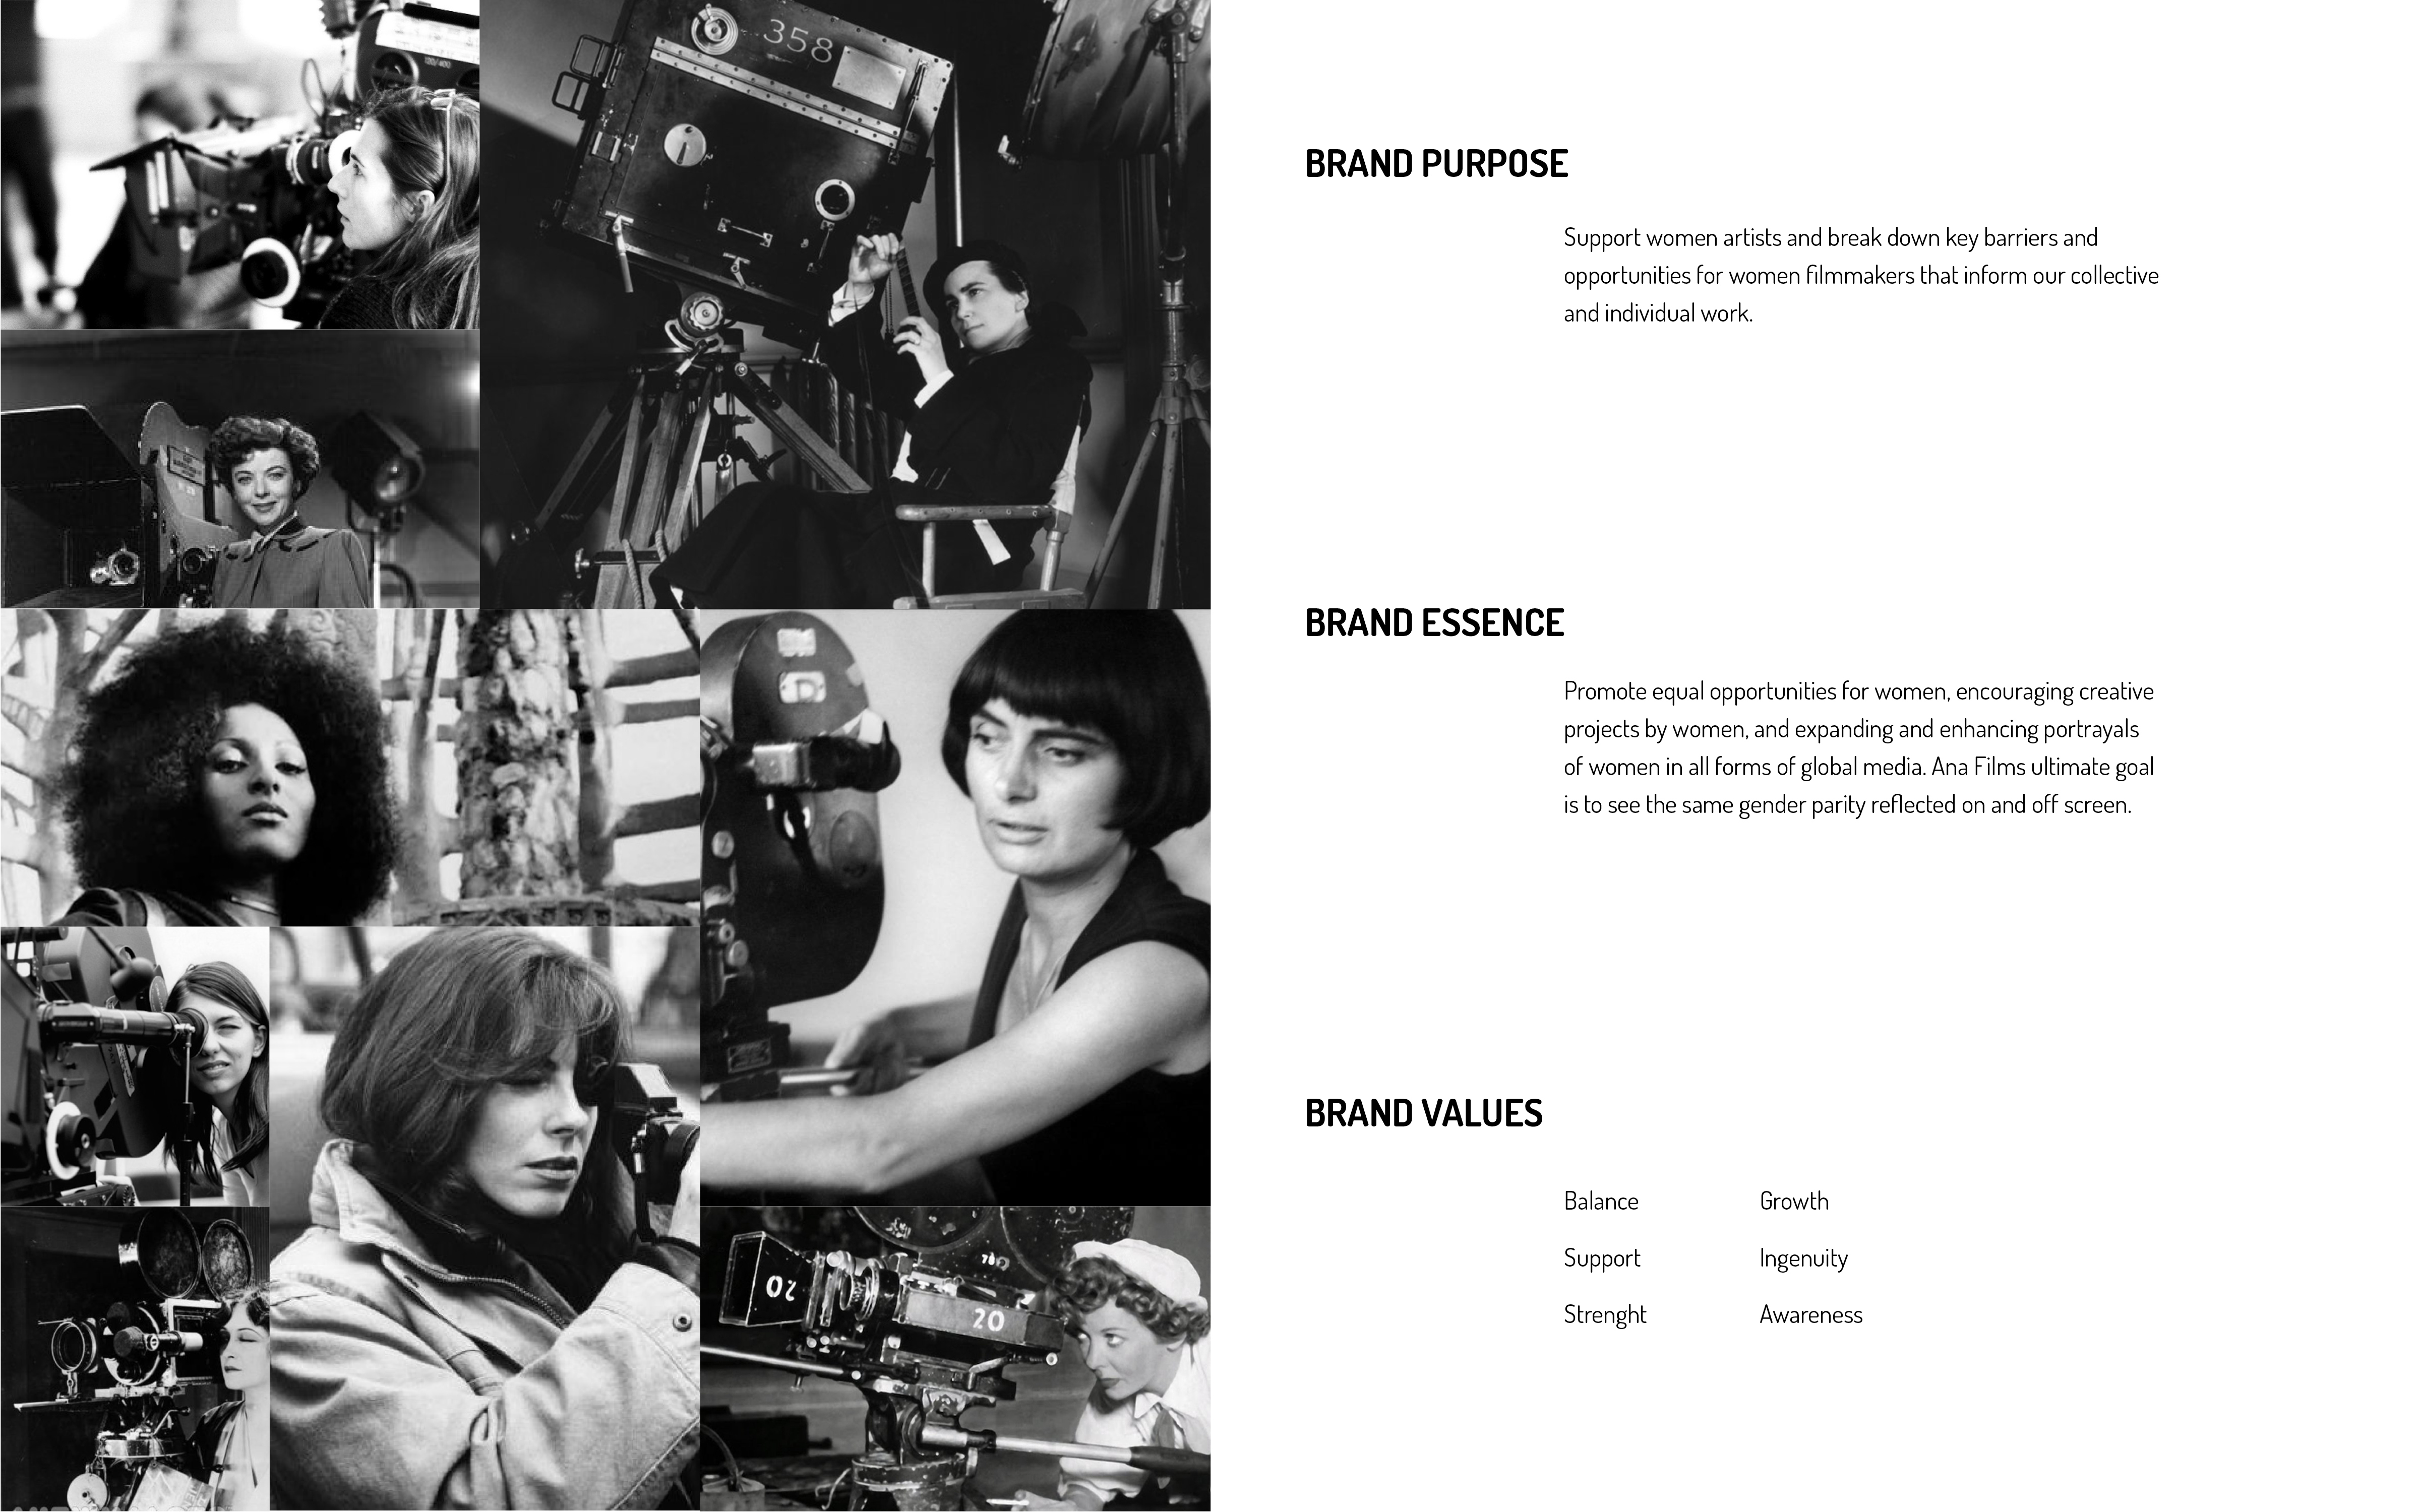 358
20
20
BRAND PURPOSE
Support women artists and break down key barriers and
opportunities for women filmmakers that inform our collective
and individual work.
BRAND ESSENCE
Promote equal opportunities for women, encouraging creative
projects by women, and expanding and enhancing portrayals
of women in all forms of global media. Ana Films ultimate goal
is to see the same gender parity reflected on and off screen.
BRAND VALUES
Balance Growth
Support Ingenuity
Strenght Awareness